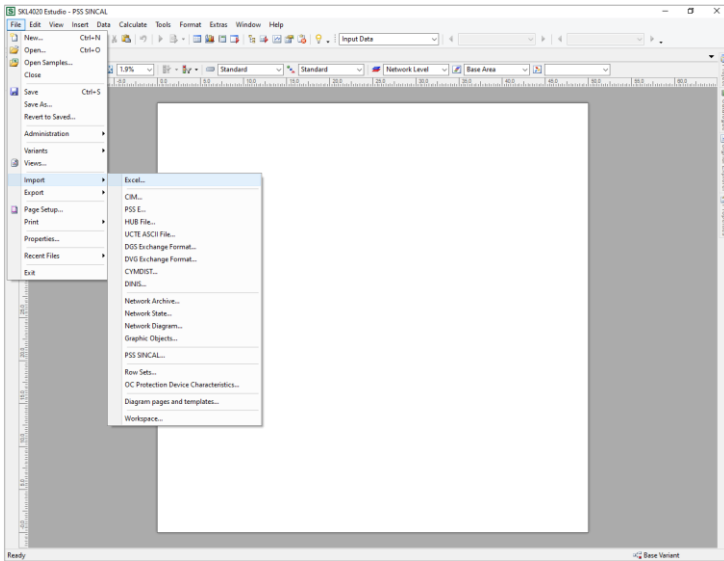 SKL4020 Estudio - PSS SINCAL
File Edit View Insert Data Calculate Tools Format Extras Window Help
New... Ctrl+N
Input Data
Open... Ctrl+O
Open Samples...
Close
1.9% Standard Standard Network Level Base Area
Save Ctrl+S
Save As...
Revert to Saved...
Administration
Variants
Views...
Import
Export
Page Setup...
Print
Properties...
Recent Files
Exit
Excel...
CIM...
PSS E...
HUB File...
UCTE ASCII File...
DGS Exchange Format...
DVG Exchange Format...
CYMDIST...
DINIS...
Network Archive...
Network State...
Network Diagram...
Graphic Objects...
PSS SINCAL...
Row Sets...
OC Protection Device Characteristics...
Diagram pages and templates...
Workspace...
Ready Base Variant